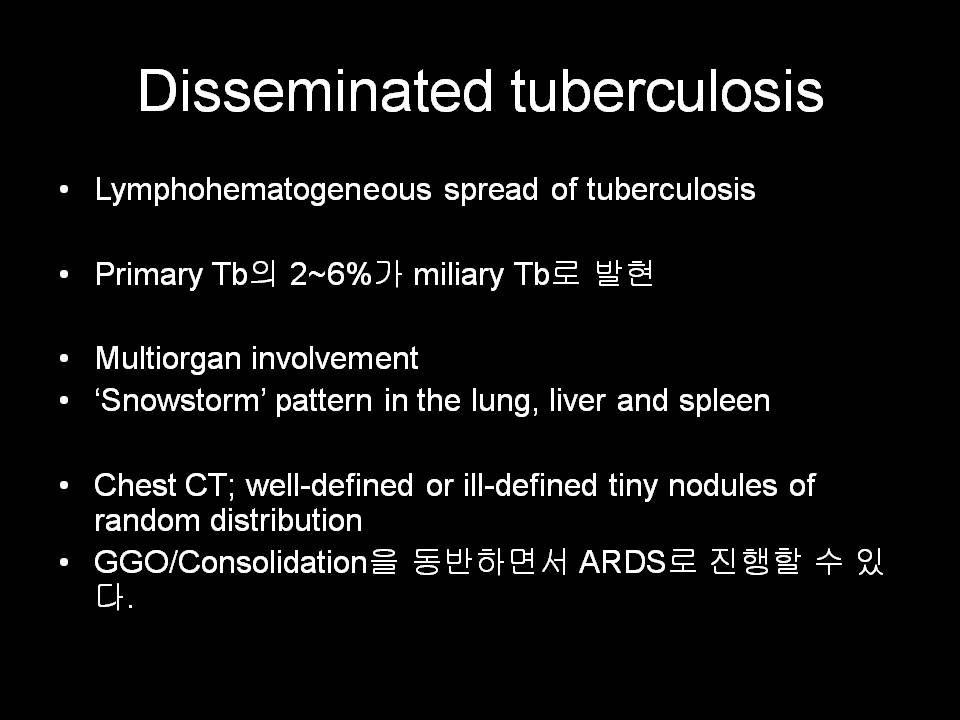 Disseminated tuberculosis
• Lymphohematogeneous spread of tuberculosis
• Primary Tb의 2~6%가 miliary Tb로 발현
• Multiorgan involvement
• ‘Snowstorm’ pattern in the lung, liver and spleen
• Chest CT; well-defined or ill-defined tiny nodules of
random distribution
• GGO/Consolidation을 동반하면서 ARDS로 진행할 수 있
다.